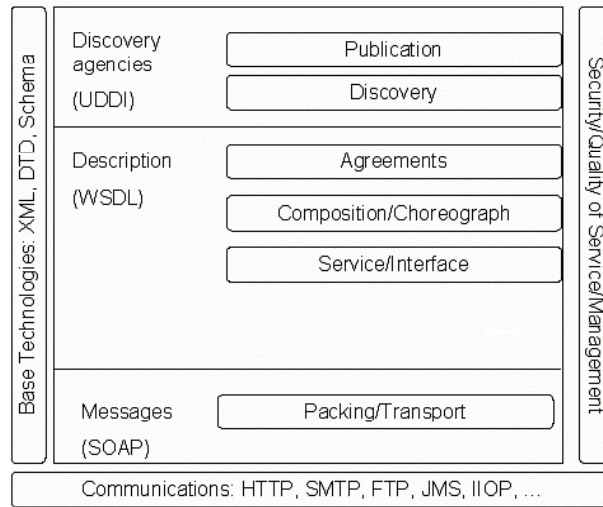 Base Technologies: XML, DTD, Schema
Discovery
agencies
(UDDI)
Publication
Discovery
Description
(WSDL)
Agreements
Composition/Choreograph
Service/Interface
Messages
(SOAP)
Packing/Transport
Security/Quality of Service/Management
Communications: HTTP, SMTP, FTP, JMS, IIOP, ...